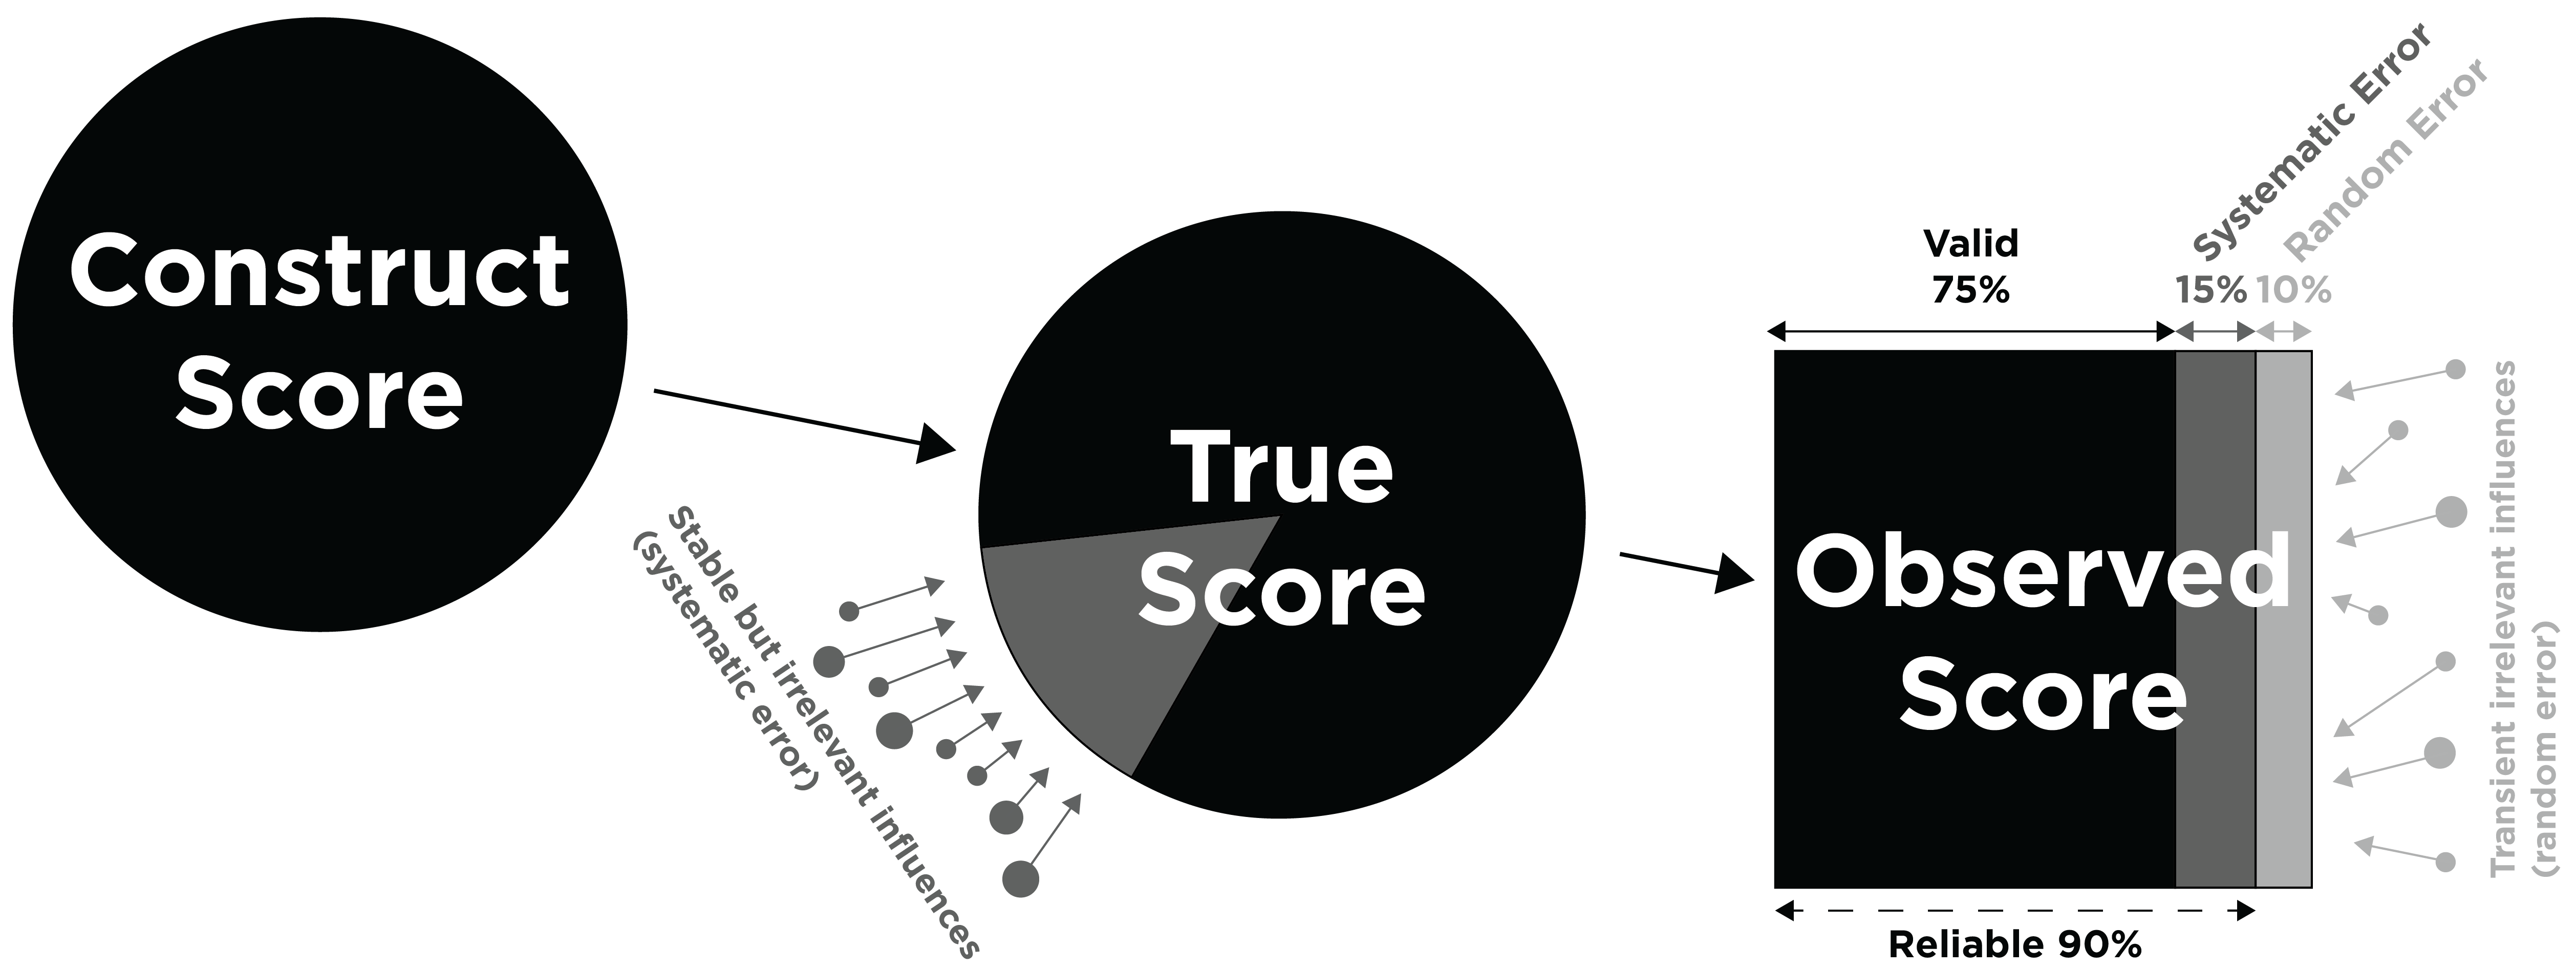 Construct
Score
Stable but irrelevant influences
(systematic error)
True
Score
Systematic Error
Random Error
Valid
75%
15%
10%
Observed
Score
Reliable 90%
Transient irrelevant influences
(random error)